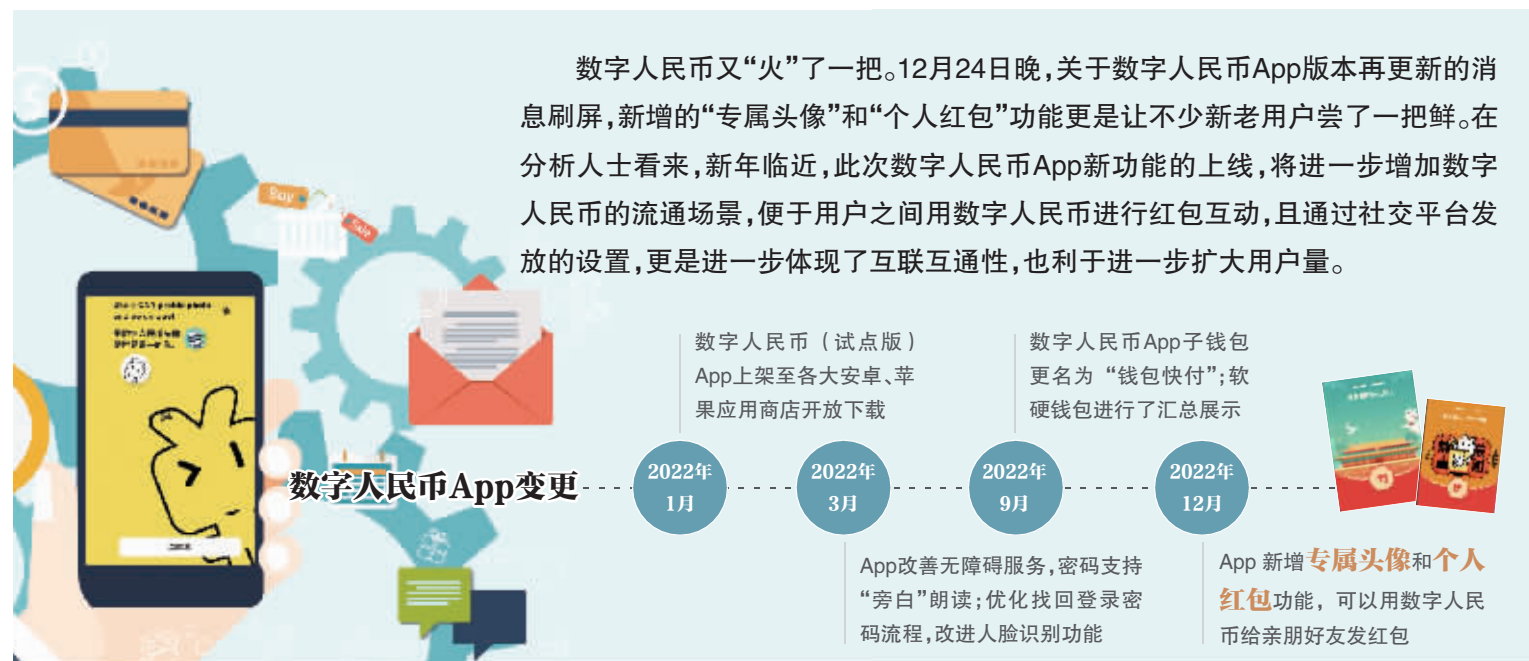 数字人民币又“火”了一把。12月24日晚,关于数字人民币App版本再更新的消
息刷屏,新增的“专属头像”和“个人红包”功能更是让不少新老用户尝了一把鲜。在
分析人士看来,新年临近,此次数字人民币App新功能的上线,将进一步增加数字
人民币的流通场景,便于用户之间用数字人民币进行红包互动,且通过社交平台发
放的设置,更是进一步体现了互联互通性,也利于进一步扩大用户量。
Buy
Sale
数字人民币App变更
2022年
1月
数字人民币（试点版）
App上架至各大安卓、苹
果应用商店开放下载
2022年
3月
App改善无障碍服务,密码支持
“旁白”朗读;优化找回登录密
码流程,改进人脸识别功能
2022年
9月
数字人民币App子钱包
更名为“钱包快付”;软
硬钱包进行了汇总展示
2022年
12月
App 新增专属头像和个人
红包功能，可以用数字人民
币给亲朋好友发红包